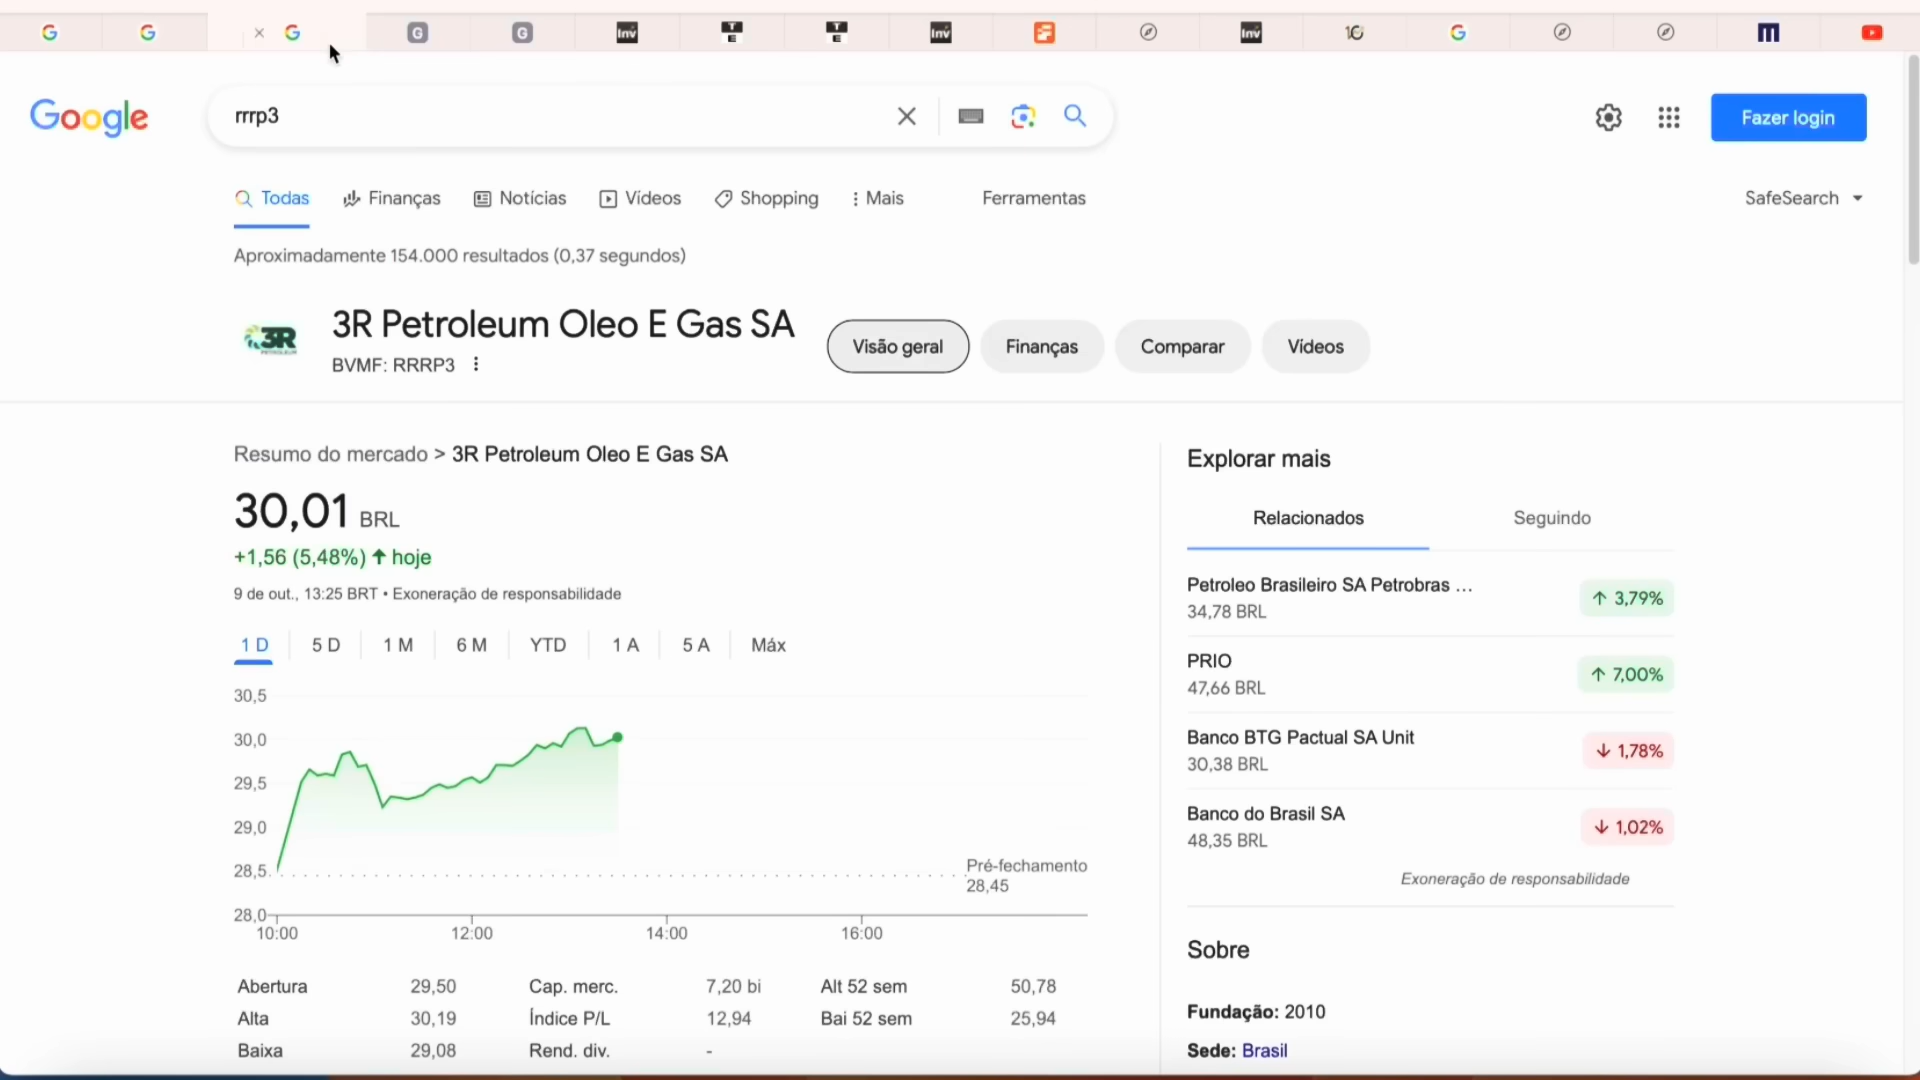 Google
rrrp3
Fazer login
Todas
Finanças
Notícias
Vídeos
Shopping
Mais
Ferramentas
SafeSearch
Aproximadamente 154.000 resultados (0,37 segundos)
3R PETROLEUM
3R Petroleum Oleo E Gas SA
BVMF: RRRP3
Visão geral
Finanças
Comparar
Vídeos
Resumo do mercado > 3R Petroleum Oleo E Gas SA
30,01 BRL
+1,56 (5,48%) ↑ hoje
9 de out., 13:25 BRT • Exoneração de responsabilidade
1 D 5 D 1 M 6 M YTD 1 A 5 A Máx
30,5
30,0
29,5
29,0
28,5
28,0
Pré-fechamento
28,45
10:00 12:00 14:00 16:00
Abertura 29,50 Cap. merc. 7,20 bi Alt 52 sem 50,78
Alta 30,19 Índice P/L 12,94 Bai 52 sem 25,94
Baixa 29,08 Rend. div. -
Explorar mais
Relacionados Seguindo
Petroleo Brasileiro SA Petrobras ...
34,78 BRL
↑ 3,79%
PRIO
47,66 BRL
↑ 7,00%
Banco BTG Pactual SA Unit
30,38 BRL
↓ 1,78%
Banco do Brasil SA
48,35 BRL
↓ 1,02%
Exoneração de responsabilidade
Sobre
Fundação: 2010
Sede: Brasil